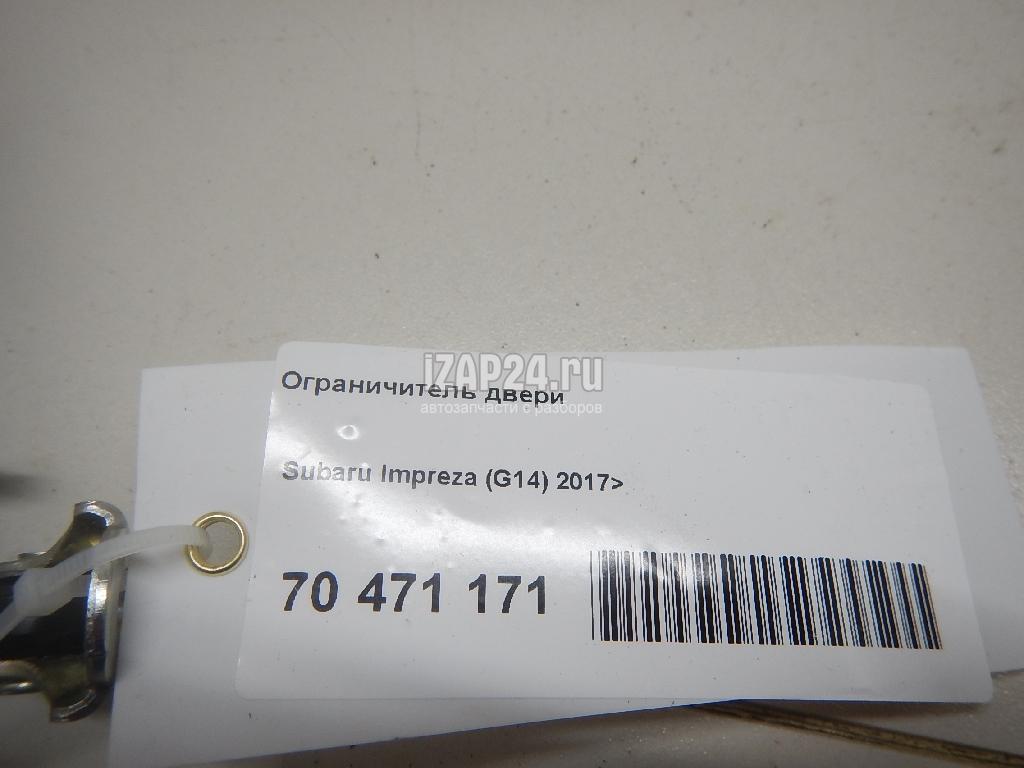 iZAP24.ru
Ограничитель двери
автозапчасти с разборов
Subaru Impreza (G14) 2017>
70 471 171